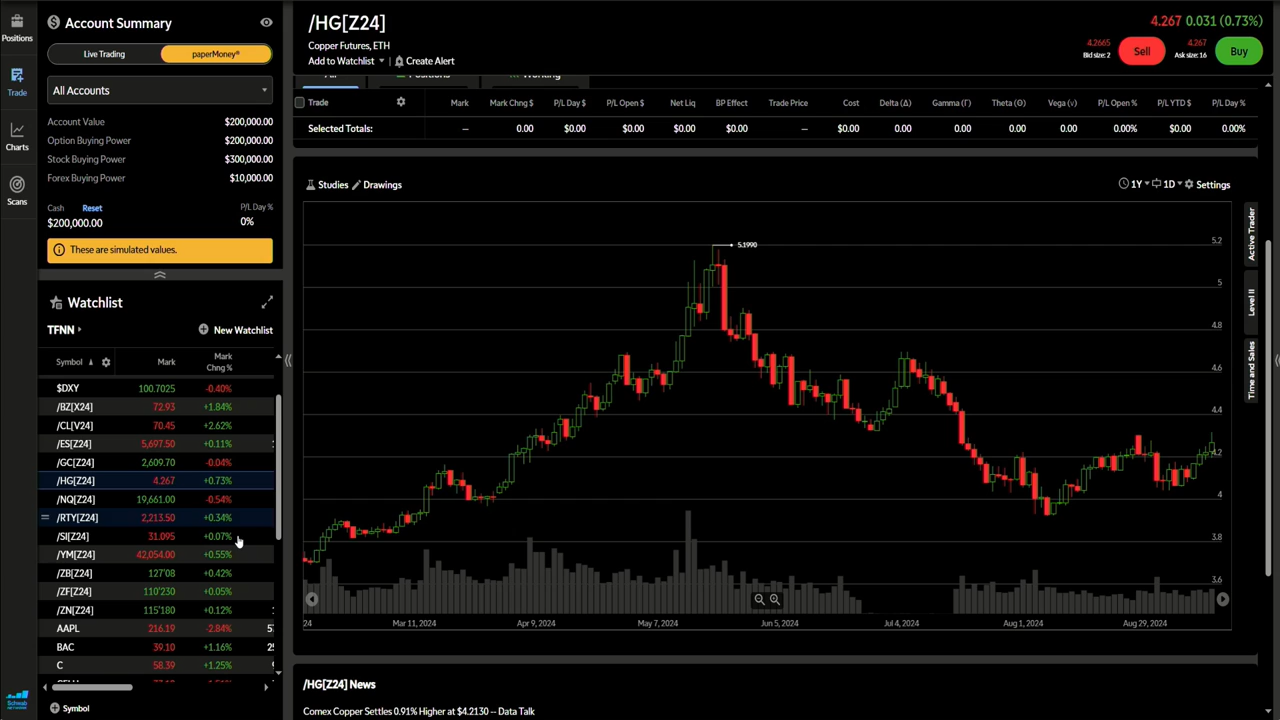 Positions
Trade
Charts
Scans
Schwab
Account Summary
Live Trading
paperMoney®
All Accounts
Account Value $200,000.00
Option Buying Power $200,000.00
Stock Buying Power $300,000.00
Forex Buying Power $10,000.00
Cash Reset P/L Day %
$200,000.00 0%
These are simulated values.
Watchlist
TFNN New Watchlist
Symbol Mark Mark Chng %
$DXY 100.7025 -0.40%
/BZ[X24] 72.93 +1.84%
/CL[V24] 70.45 +2.62%
/ES[Z24] 5,697.50 +0.11%
/GC[Z24] 2,609.70 -0.04%
/HG[Z24] 4.267 +0.73%
/NQ[Z24] 19,661.00 -0.54%
/RTY[Z24] 2,213.50 +0.34%
/SI[Z24] 31.095 +0.07%
/YM[Z24] 42,054.00 +0.55%
/ZB[Z24] 127'08 +0.42%
/ZF[Z24] 110'230 +0.05%
/ZN[Z24] 115'180 +0.12%
AAPL 216.19 -2.84%
BAC 39.10 +1.16%
C 58.39 +1.25%
Symbol
/HG[Z24]
Copper Futures, ETH
Add to Watchlist Create Alert
4.267 0.031 (0.73%)
4.2665
Bid size: 2
Sell
4.267
Ask size: 16
Buy
All Positions Working
Trade Mark Mark Chng $ P/L Day $ P/L Open $ Net Liq BP Effect Trade Price Cost Delta (Δ) Gamma (Γ) Theta (Θ) Vega (ν) P/L Open % P/L YTD $ P/L Day %
Selected Totals: — 0.00 $0.00 $0.00 $0.00 $0.00 — $0.00 0.00 0.00 0.00 0.00 0.00% $0.00 0.00%
Studies Drawings
1Y 1D Settings
5.1990
5.2
5
4.8
4.6
4.4
4.2
4
3.8
3.6
24 Mar 11, 2024 Apr 9, 2024 May 7, 2024 Jun 5, 2024 Jul 4, 2024 Aug 1, 2024 Aug 29, 2024
Active Trader
Level II
Time and Sales
/HG[Z24] News
Comex Copper Settles 0.91% Higher at $4.2130 -- Data Talk